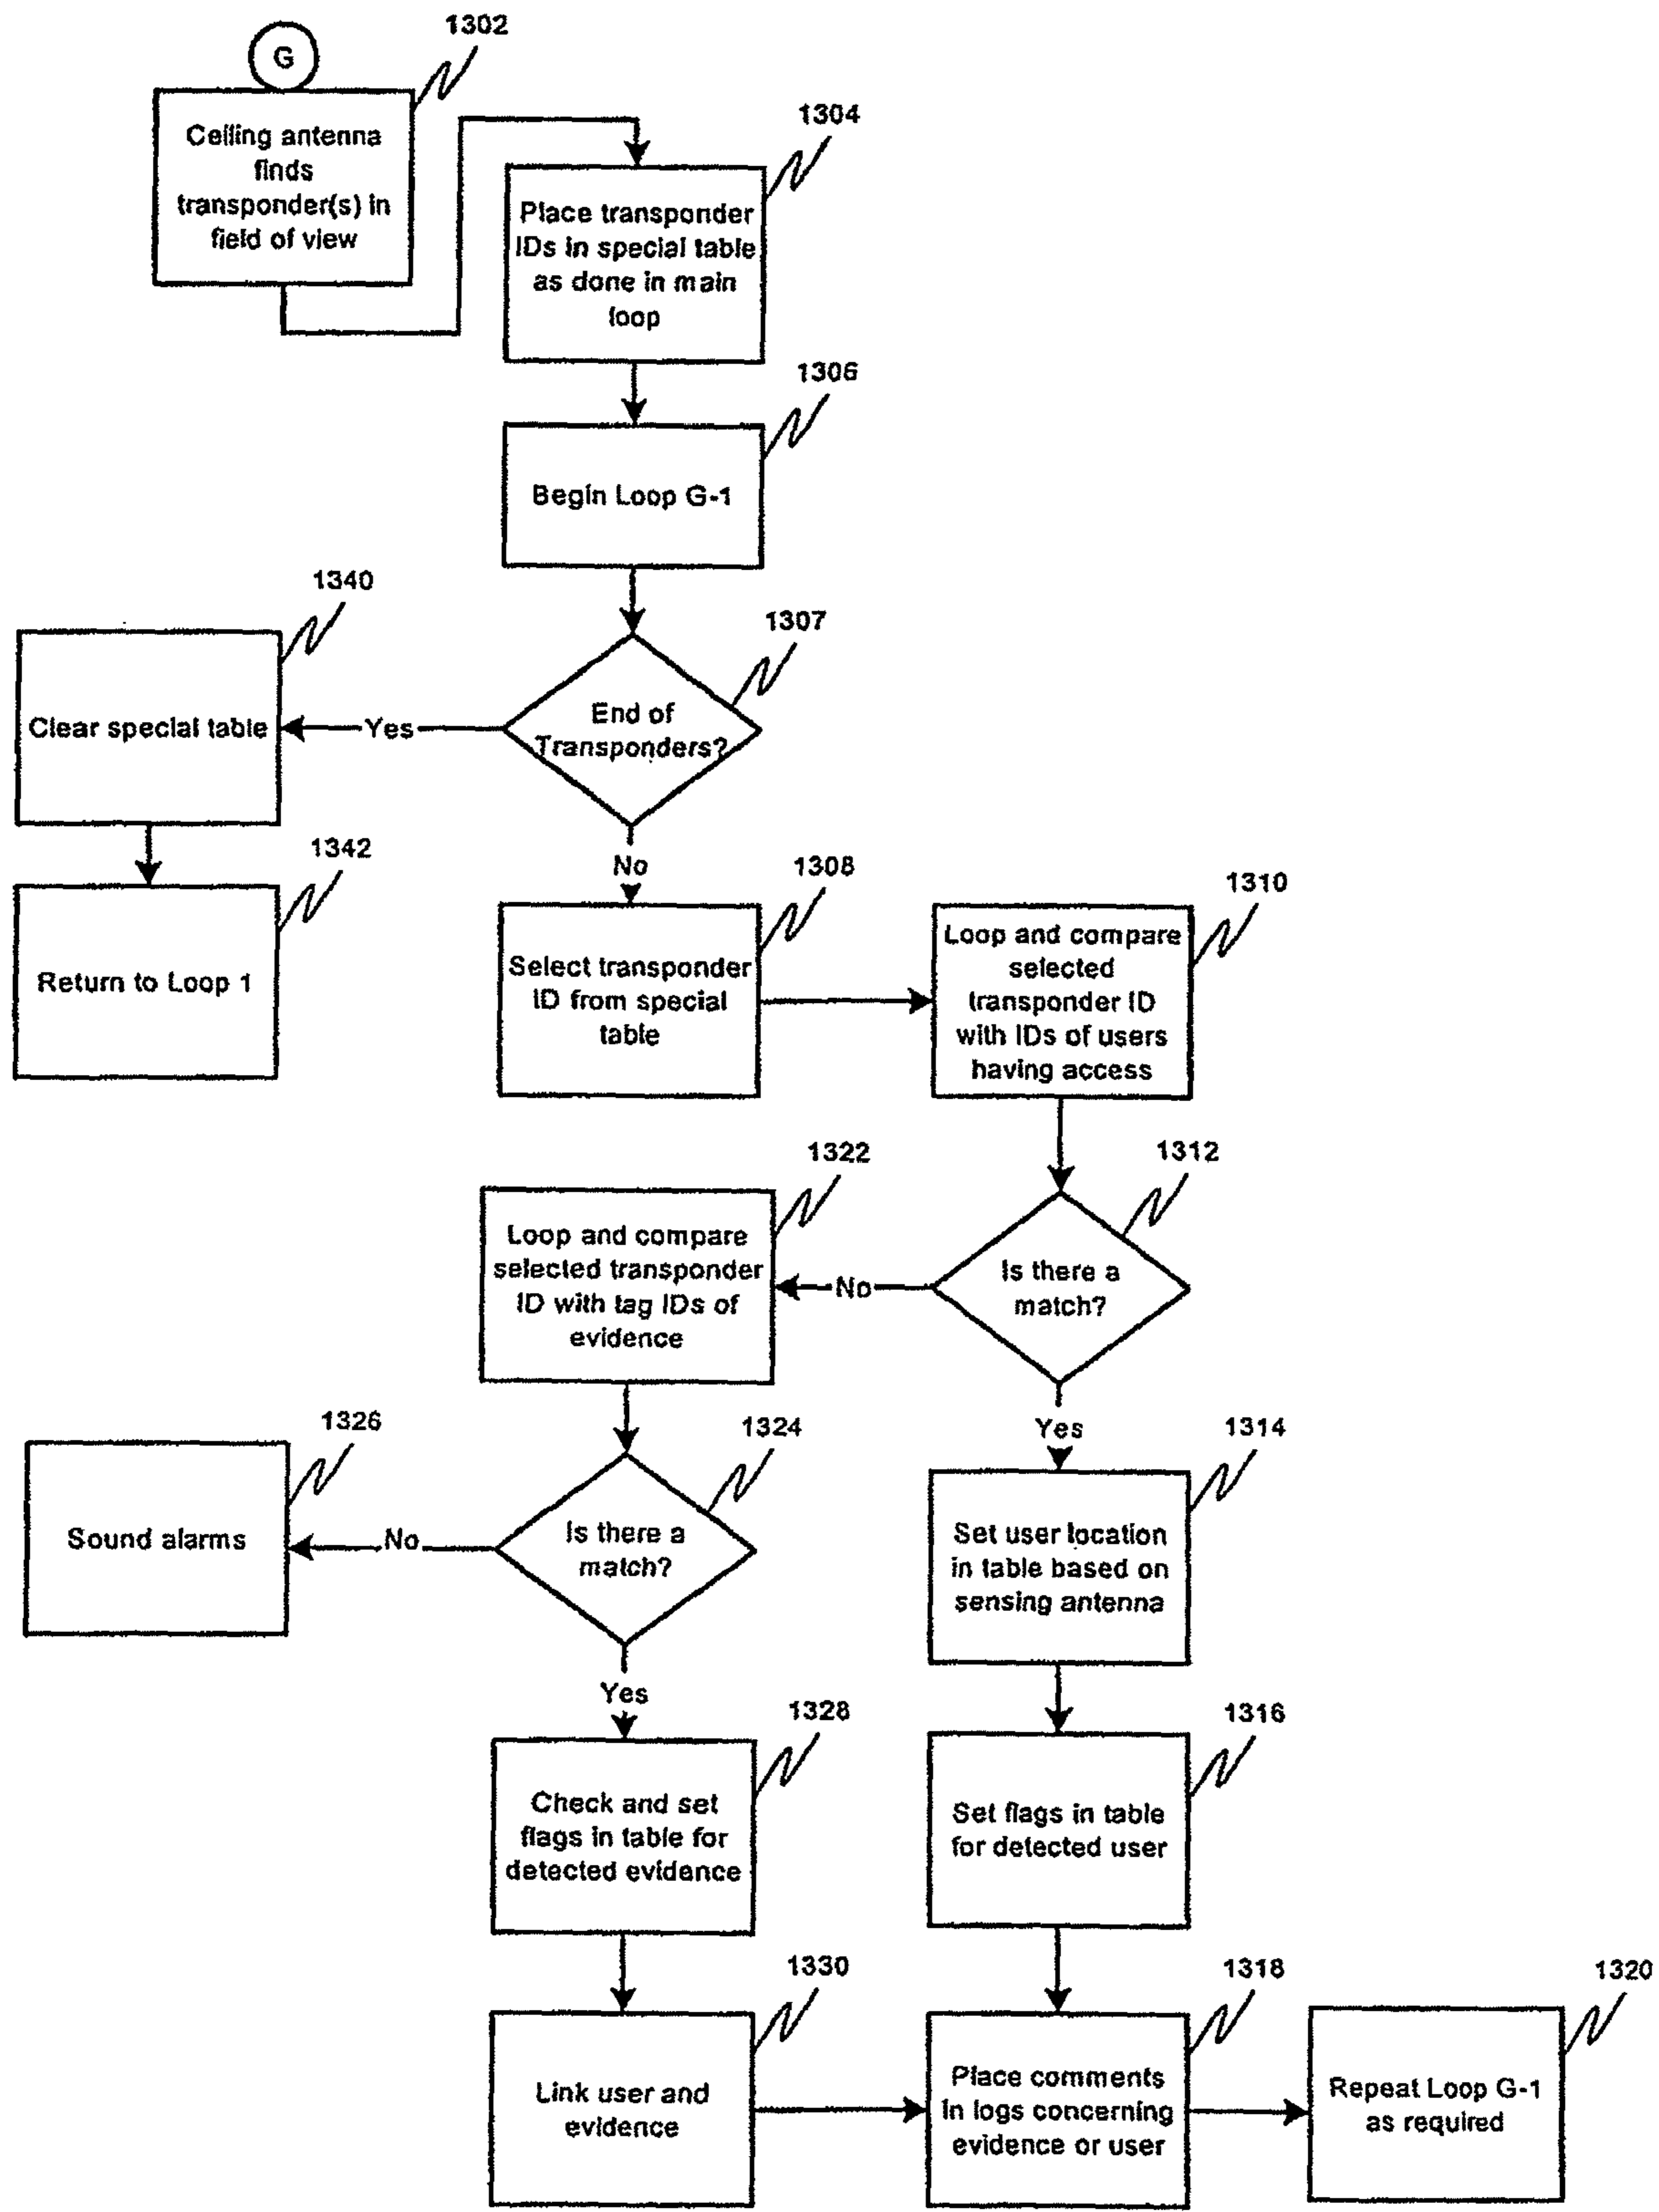 1302
G
Ceiling antenna
finds
transponder(s) in
field of view
1304
Place transponder
IDs in special table
as done in main
loop
1306
Begin Loop G-1
1307
End of
Transponders?
Yes
1340
Clear special table
1342
Return to Loop 1
No
1308
Select transponder
ID from special
table
1310
Loop and compare
selected
transponder ID
with IDs of users
having access
1312
Is there a
match?
No
1322
Loop and compare
selected transponder
ID with tag IDs of
evidence
1324
Is there a
match?
No
1326
Sound alarms
Yes
1314
Set user location
in table based on
sensing antenna
Yes
1328
Check and set
flags in table for
detected evidence
1316
Set flags in table
for detected user
1330
Link user and
evidence
1318
Place comments
in logs concerning
evidence or user
1320
Repeat Loop G-1
as required